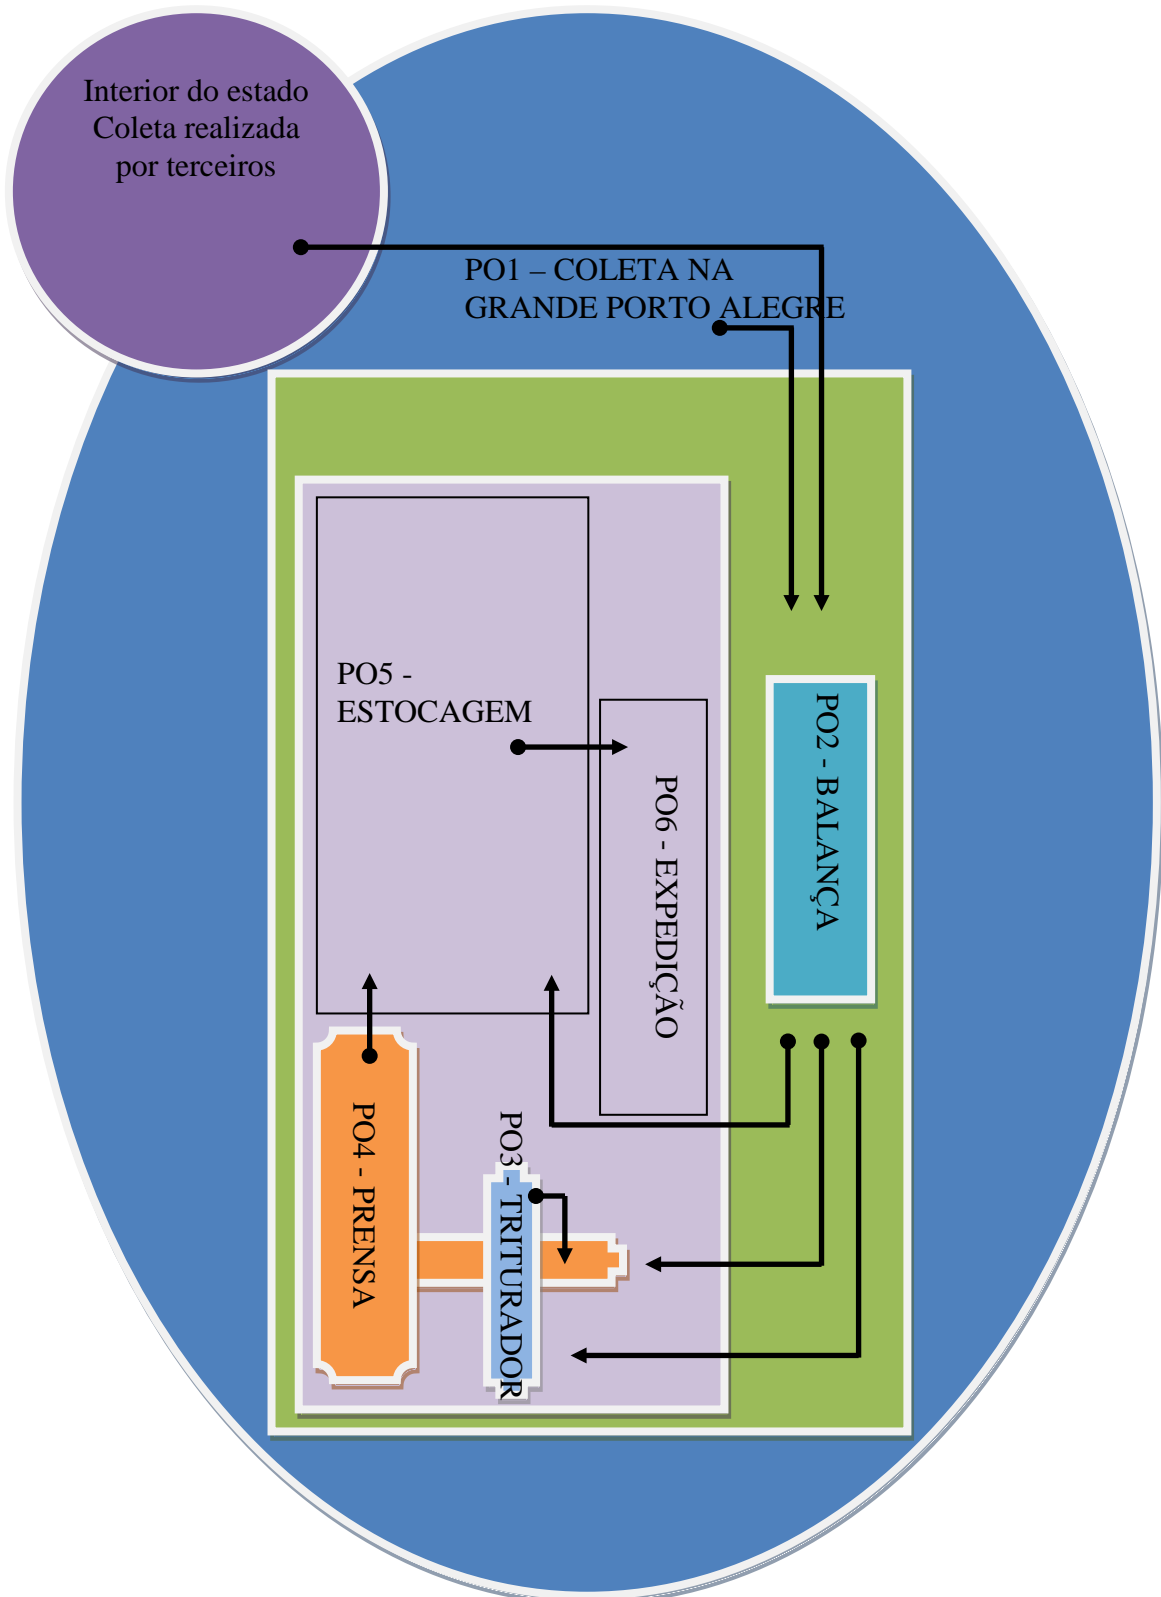 Interior do estado
Coleta realizada
por terceiros
PO1 – COLETA NA
GRANDE PORTO ALEGRE
PO5 -
ESTOCAGEM
PO2 - BALANÇA
PO6 - EXPEDIÇÃO
PO4 - PRENSA
PO3 - TRITURADOR